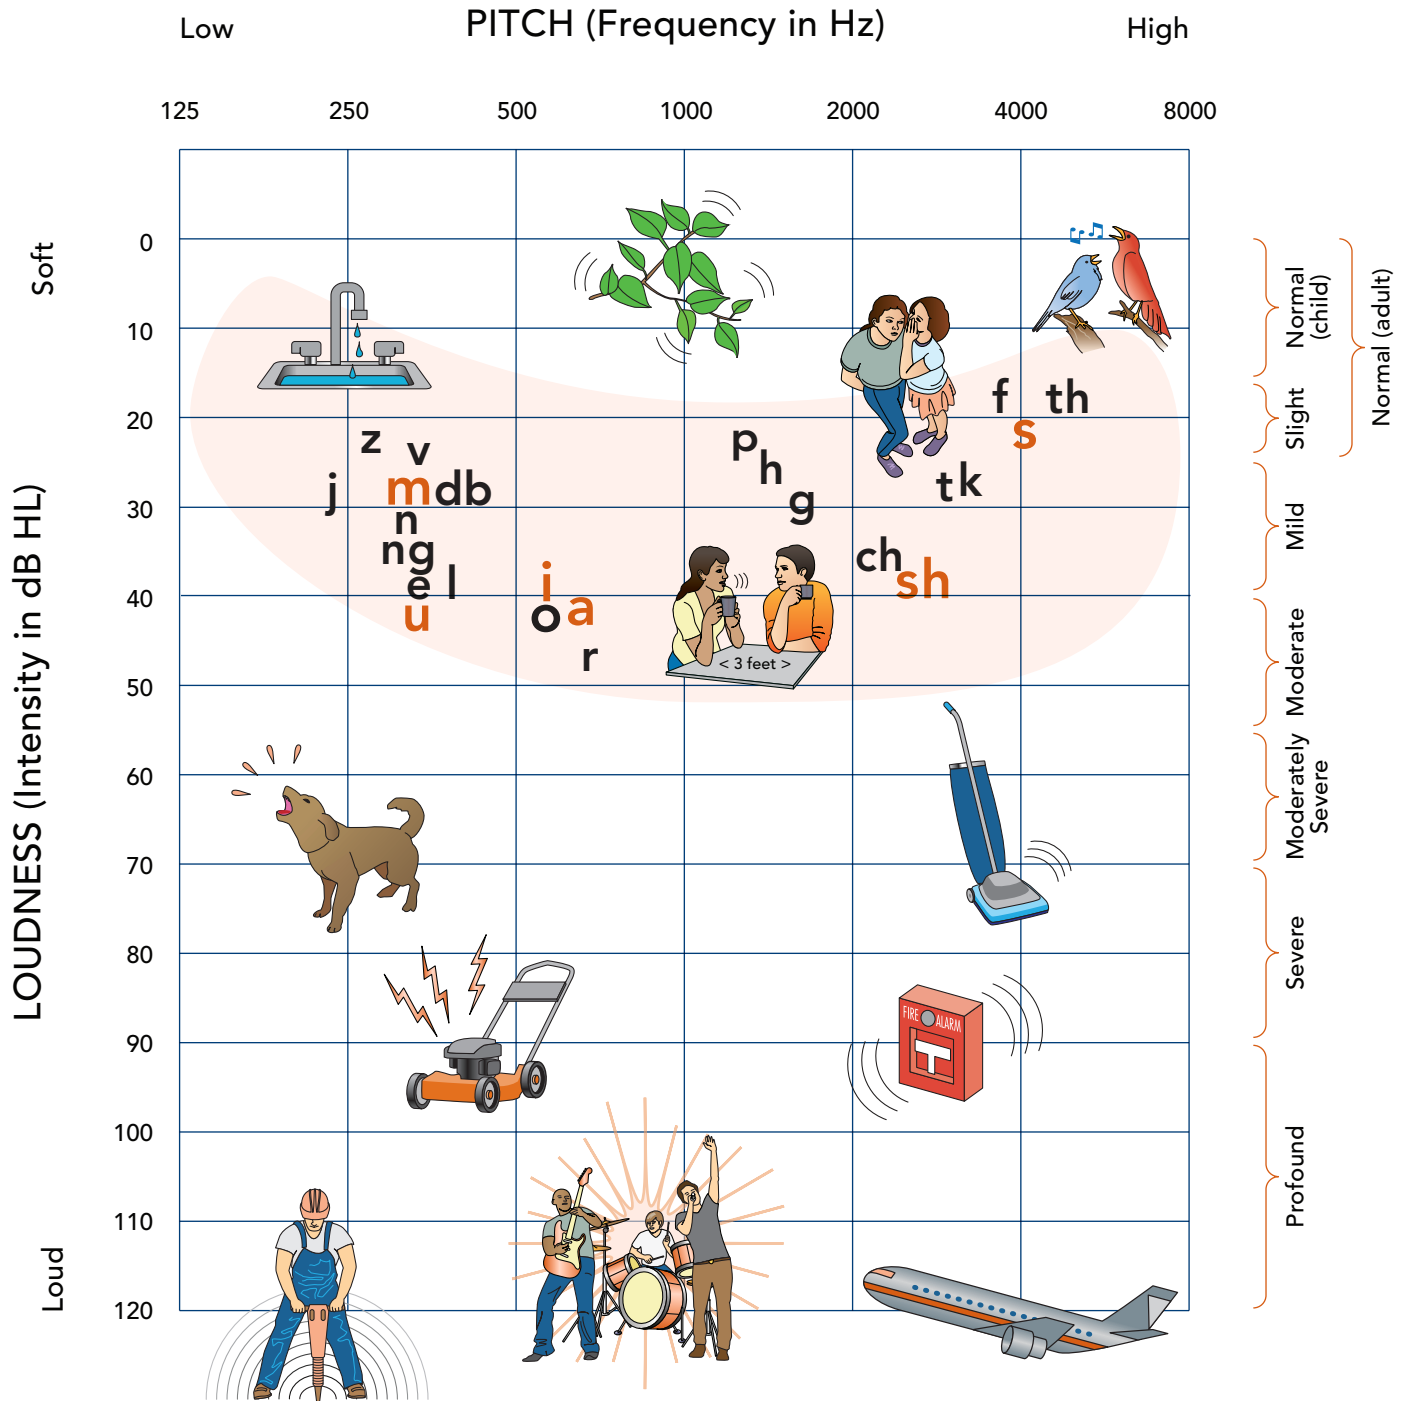 PITCH (Frequency in Hz)
Low High
125 250 500 1000 2000 4000 8000
LOUDNESS (Intensity in dB HL)
Soft
Loud
0
10
20
30
40
50
60
70
80
90
100
110
120
f th
s
z
v
p
h
j
m d b
t k
g
n
ng
ch
e l
i
sh
u
o a
r
< 3 feet >
FIRE ALARM
Normal
(child)
Normal (adult)
Slight
Mild
Moderate
Moderately
Severe
Severe
Profound